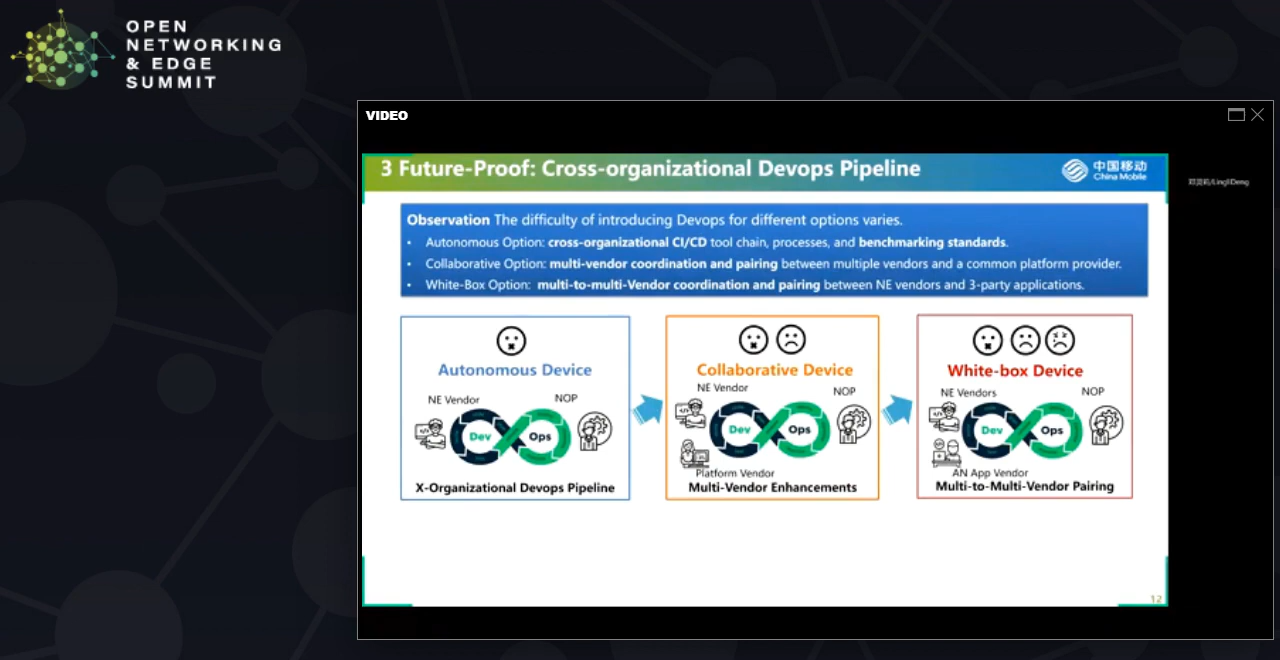 OPEN
NETWORKING
& EDGE
SUMMIT
VIDEO
3 Future-Proof: Cross-organizational Devops Pipeline
中国移动
China Mobile
Observation The difficulty of introducing Devops for different options varies.
• Autonomous Option: cross-organizational CI/CD tool chain, processes, and benchmarking standards.
• Collaborative Option: multi-vendor coordination and pairing between multiple vendors and a common platform provider.
• White-Box Option: multi-to-multi-Vendor coordination and pairing between NE vendors and 3-party applications.
Autonomous Device
NE Vendor
NOP
Dev
Ops
X-Organizational Devops Pipeline
Collaborative Device
NE Vendor
NOP
Dev
Ops
Platform Vendor
Multi-Vendor Enhancements
White-box Device
NE Vendors
NOP
Dev
Ops
AN App Vendor
Multi-to-Multi-Vendor Pairing
12